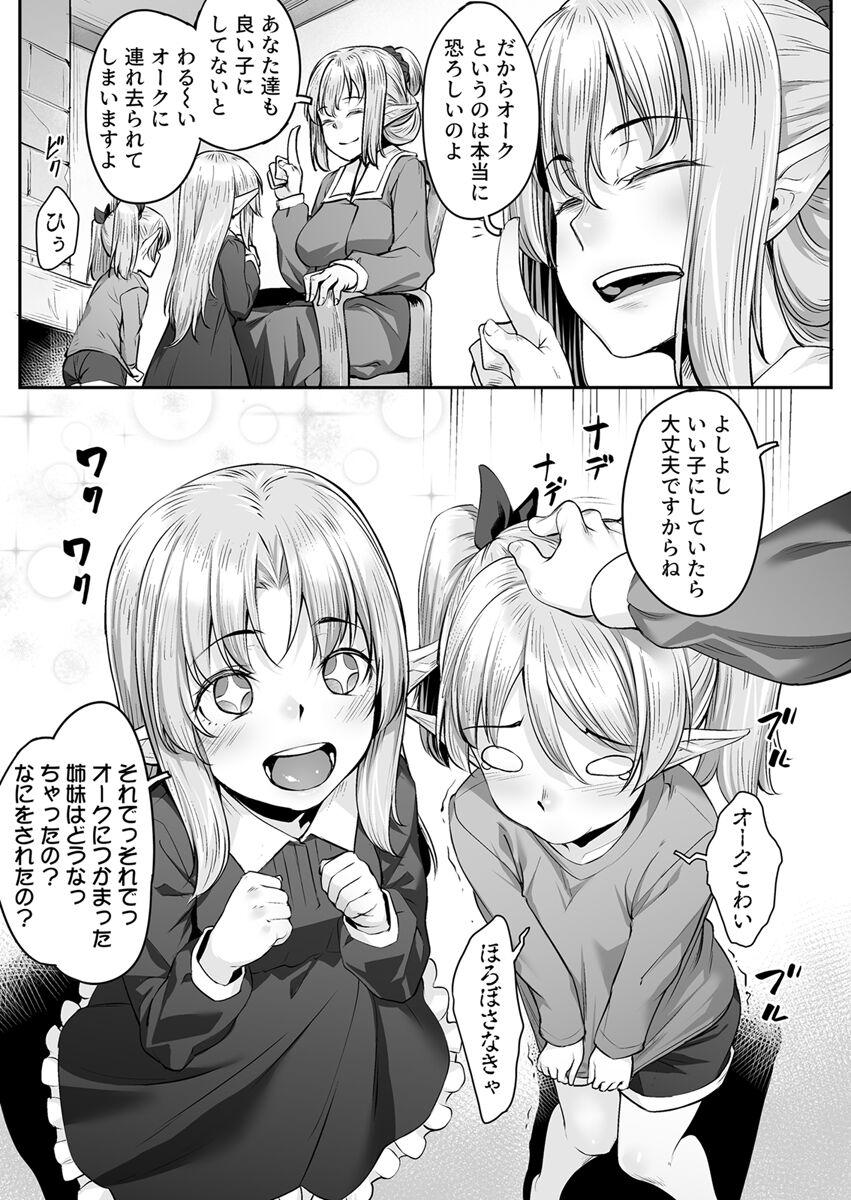 だからオーク
というのは本当に
恐ろしいのよ
あなた達も
良い子に
してないと
わる〜い
オークに
連れ去られて
しまいますよ
ビクッ
ひぅ
よしよし
いい子にしていたら
大丈夫ですからね
ナデ
ナデ
ワク
ワク
ブル
オークこわい
ブル
ほろぼさなきゃ
それでっそれでっ
オークにつかまった
姉妹はどうなっ
ちゃったの?
なにをされたの?